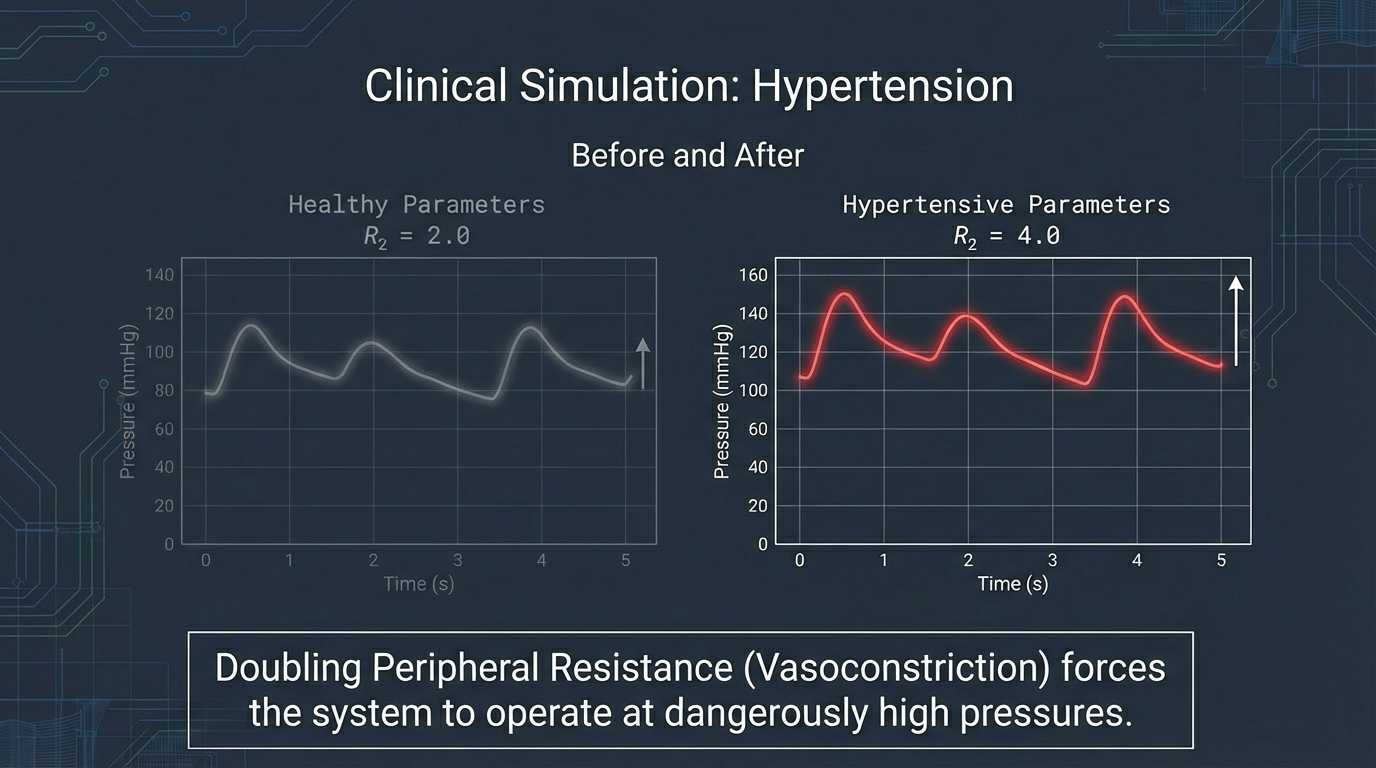 Clinical Simulation: Hypertension
Before and After
Healthy Parameters
R₂ = 2.0
140
120
100
80
60
40
20
0
Pressure (mmHg)
0 1 2 3 4 5
Time (s)
Hypertensive Parameters
R₂ = 4.0
160
140
120
100
60
40
20
0
Pressure (mmHg)
0 1 2 3 4 5
Time (s)
Doubling Peripheral Resistance (Vasoconstriction) forces
the system to operate at dangerously high pressures.